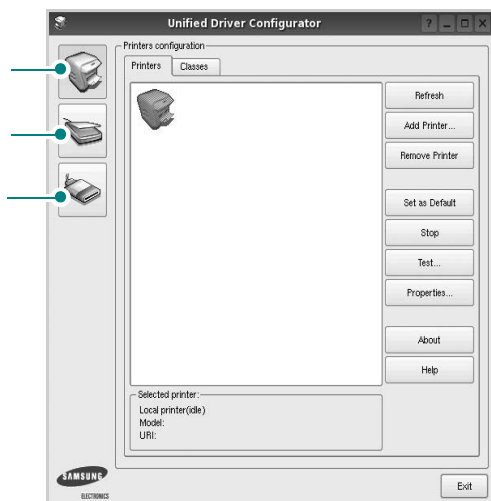 Unified Driver Configurator
Printers configuration
Printers
Classes
Refresh
Add Printer...
Remove Printer
Set as Default
Stop
Test...
Properties...
About
Help
Selected printer:
Local printer(idle)
Model:
URI:
SAMSUNG
ELECTRONICS
Exit